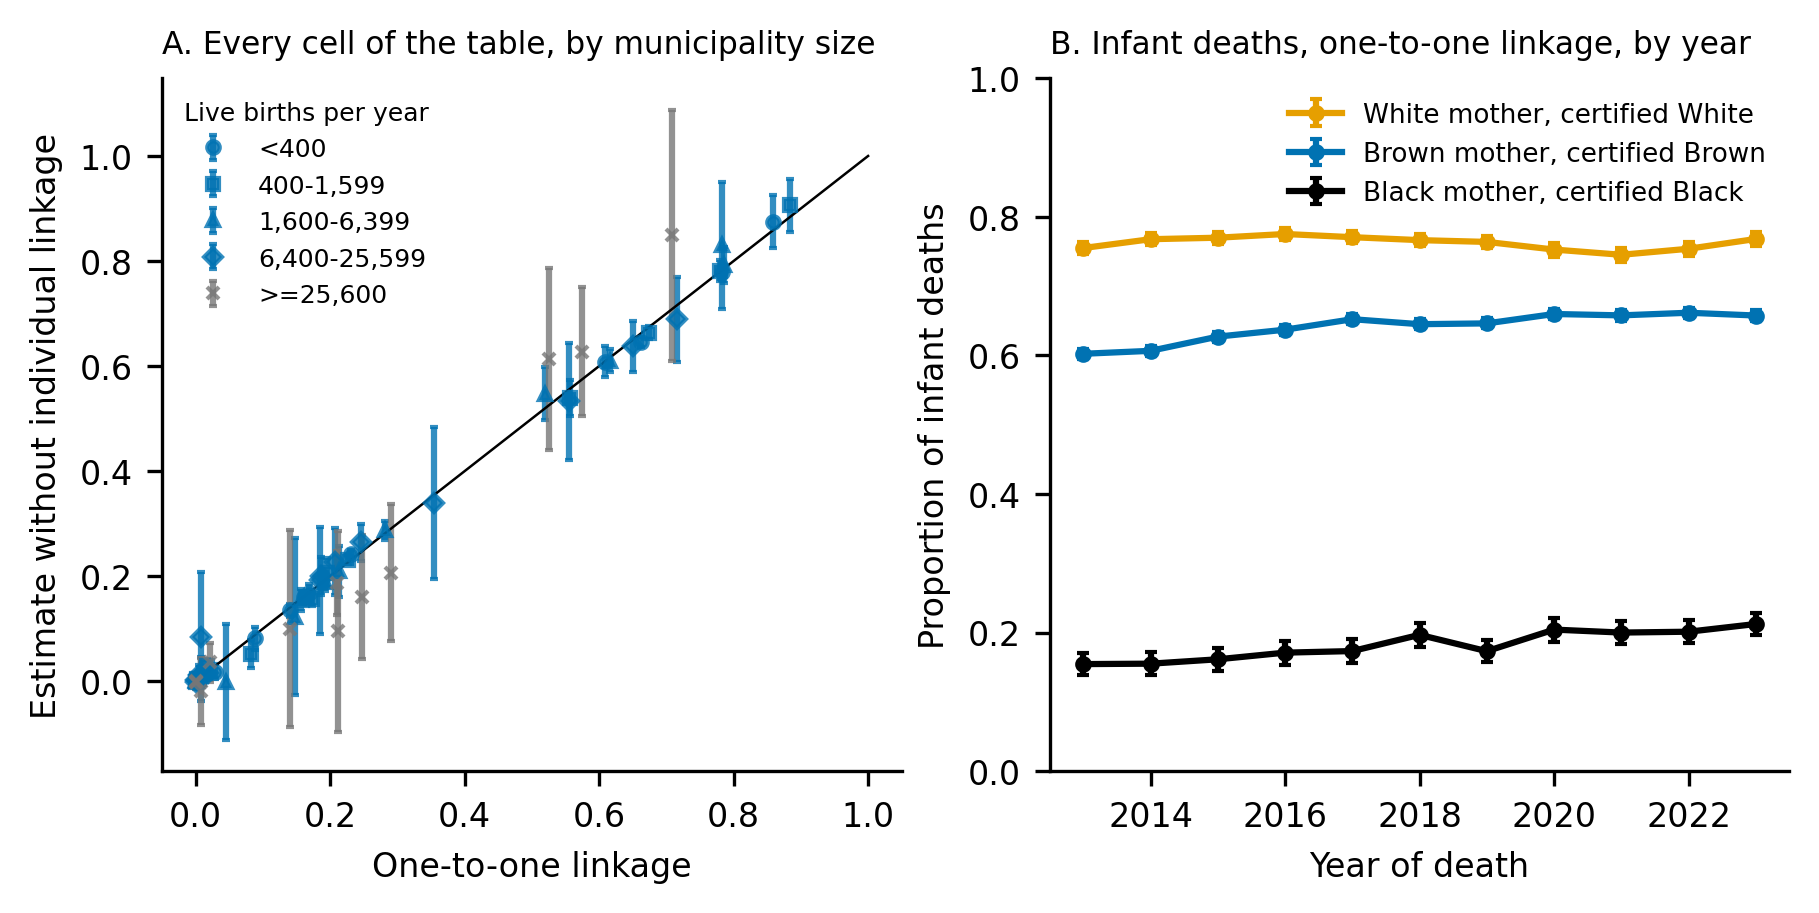 A. Every cell of the table, by municipality size
Live births per year
<400
400-1,599
1,600-6,399
6,400-25,599
>=25,600
Estimate without individual linkage
1.0
0.8
0.6
0.4
0.2
0.0
0.0 0.2 0.4 0.6 0.8 1.0
One-to-one linkage
B. Infant deaths, one-to-one linkage, by year
White mother, certified White
Brown mother, certified Brown
Black mother, certified Black
Proportion of infant deaths
1.0
0.8
0.6
0.4
0.2
0.0
2014 2016 2018 2020 2022
Year of death